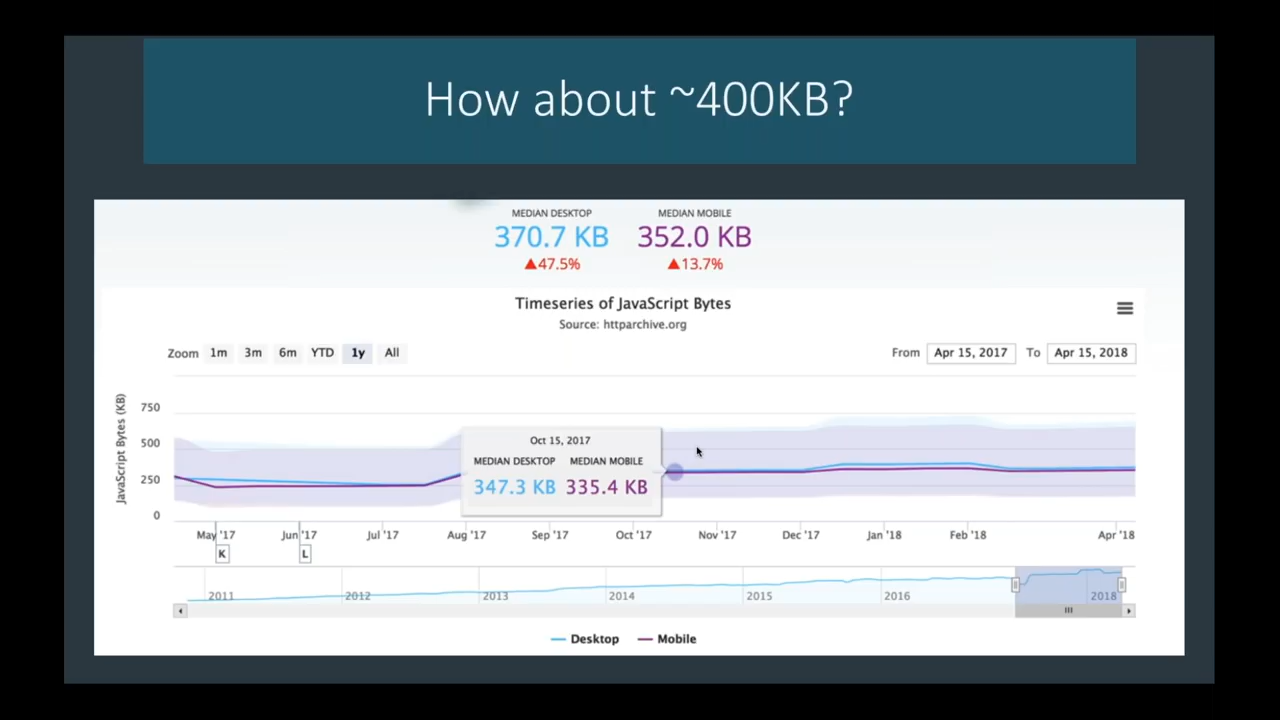 How about ~400KB?
MEDIAN DESKTOP MEDIAN MOBILE
370.7 KB 352.0 KB
▲47.5% ▲13.7%
Timeseries of JavaScript Bytes
Source: httparchive.org
Zoom 1m 3m 6m YTD 1y All From Apr 15, 2017 To Apr 15, 2018
JavaScript Bytes (KB)
750
500
250
0
Oct 15, 2017
MEDIAN DESKTOP MEDIAN MOBILE
347.3 KB 335.4 KB
May '17 Jun '17 Jul '17 Aug '17 Sep '17 Oct '17 Nov '17 Dec '17 Jan '18 Feb '18 Apr '18
K L
2011 2012 2013 2014 2015 2016 2018
Desktop Mobile